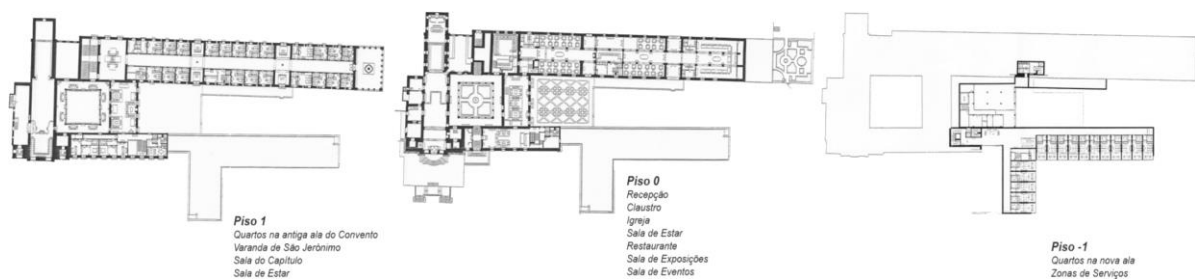 Piso 1
Quartos na antiga ala do Convento
Varanda de São Jerónimo
Sala do Capítulo
Sala de Estar
Piso 0
Recepção
Claustro
Igreja
Sala de Estar
Restaurante
Sala de Exposições
Sala de Eventos
Piso -1
Quartos na nova ala
Zonas de Serviços